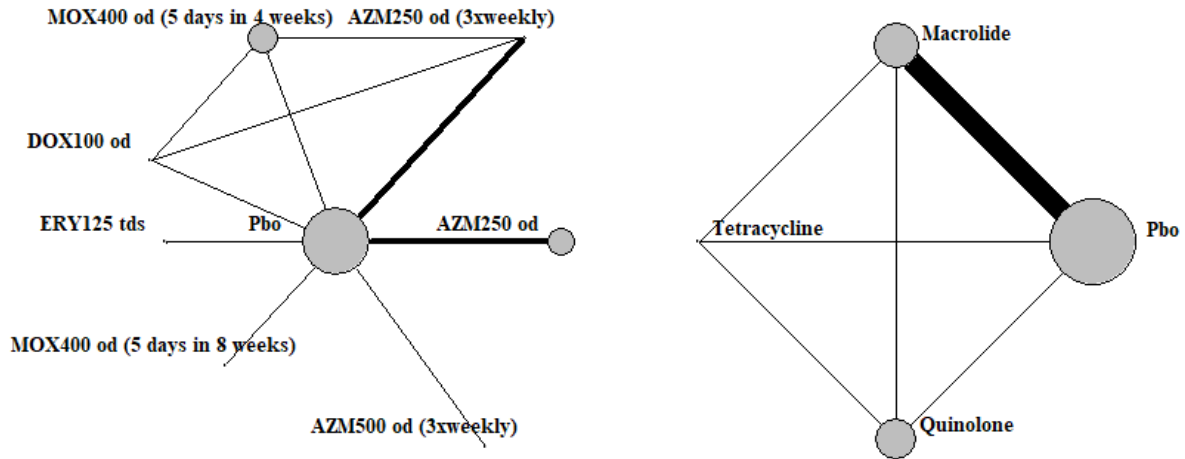 MOX400 od (5 days in 4 weeks)
AZM250 od (3xweekly)
Macrolide
DOX100 od
ERY125 tds
Pbo
AZM250 od
Tetracycline
Pbo
MOX400 od (5 days in 8 weeks)
AZM500 od (3xweekly)
Quinolone